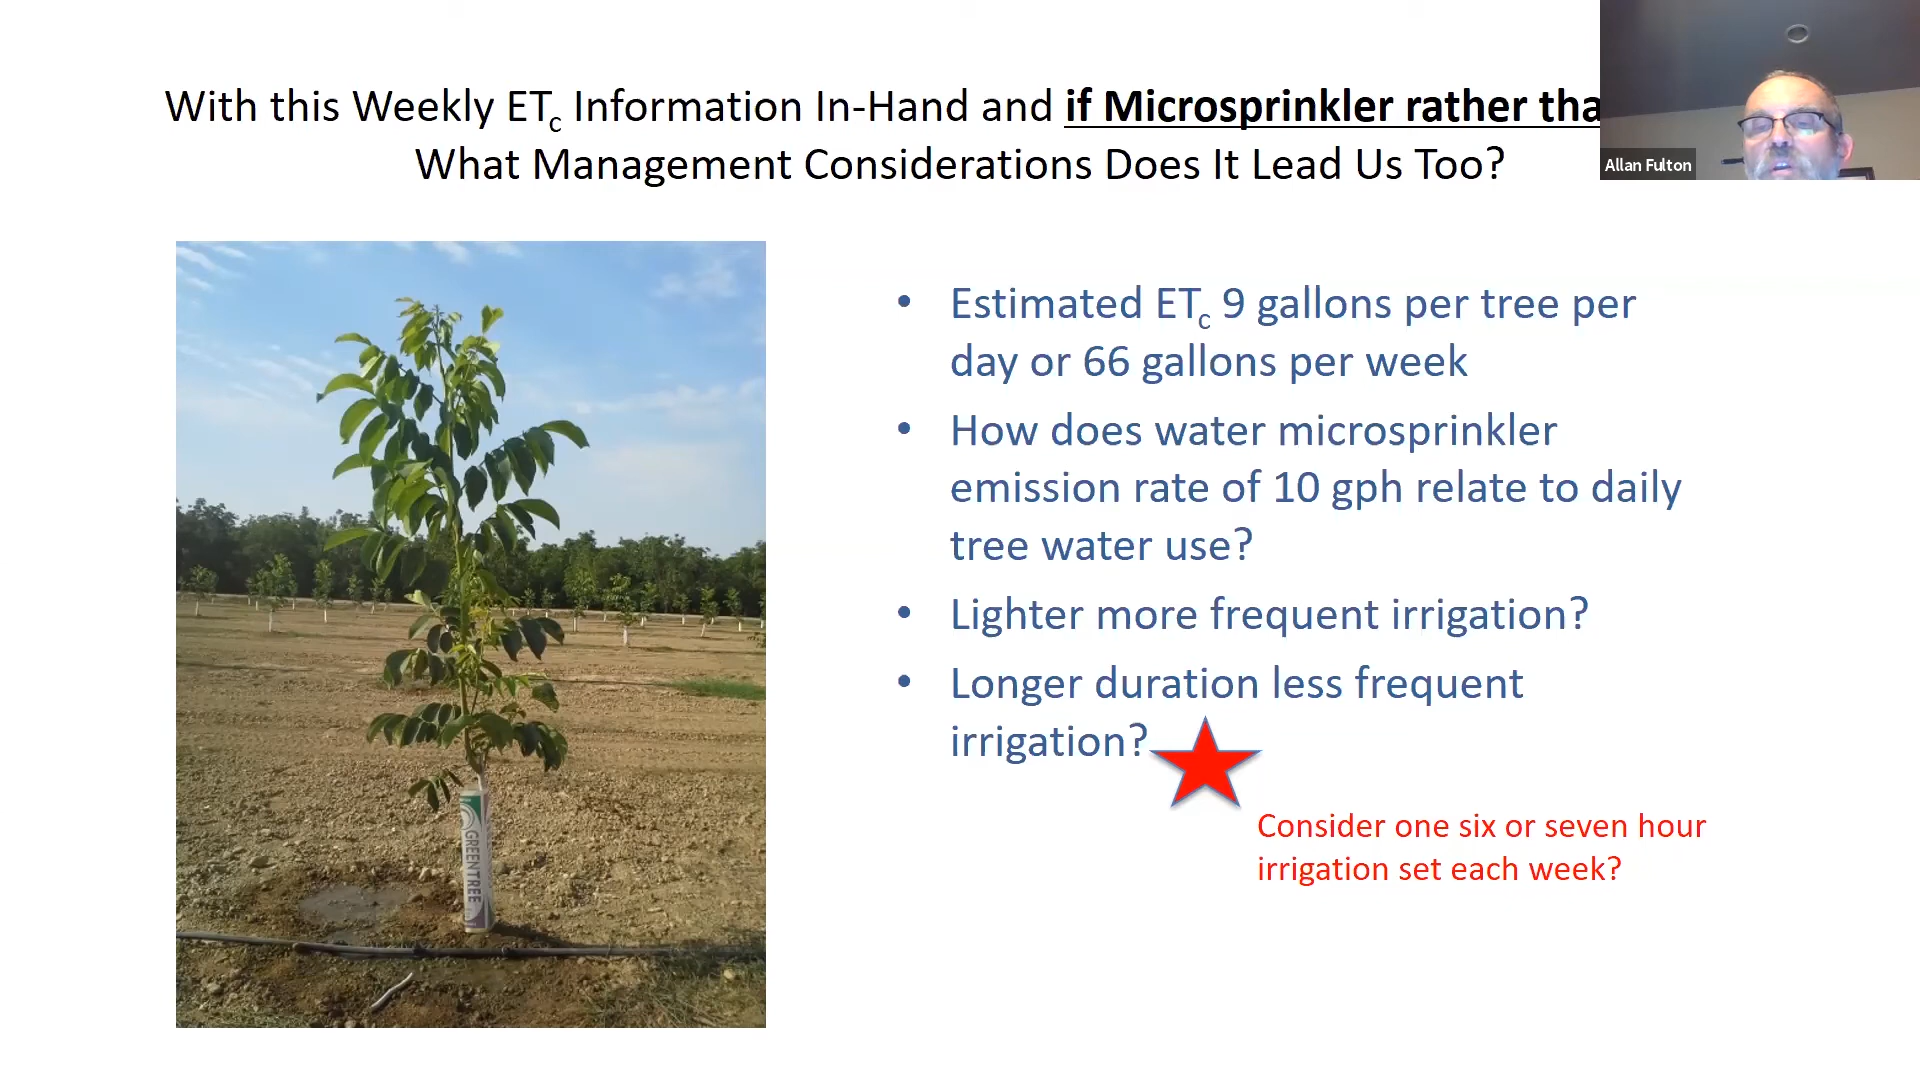 With this Weekly ETc Information In-Hand and if Microsprinkler rather
What Management Considerations Does It Lead Us Too?
Allan Fulton
• Estimated ETc 9 gallons per tree per
day or 66 gallons per week
• How does water microsprinkler
emission rate of 10 gph relate to daily
tree water use?
• Lighter more frequent irrigation?
• Longer duration less frequent
irrigation?
Consider one six or seven hour
irrigation set each week?
GREENTREE